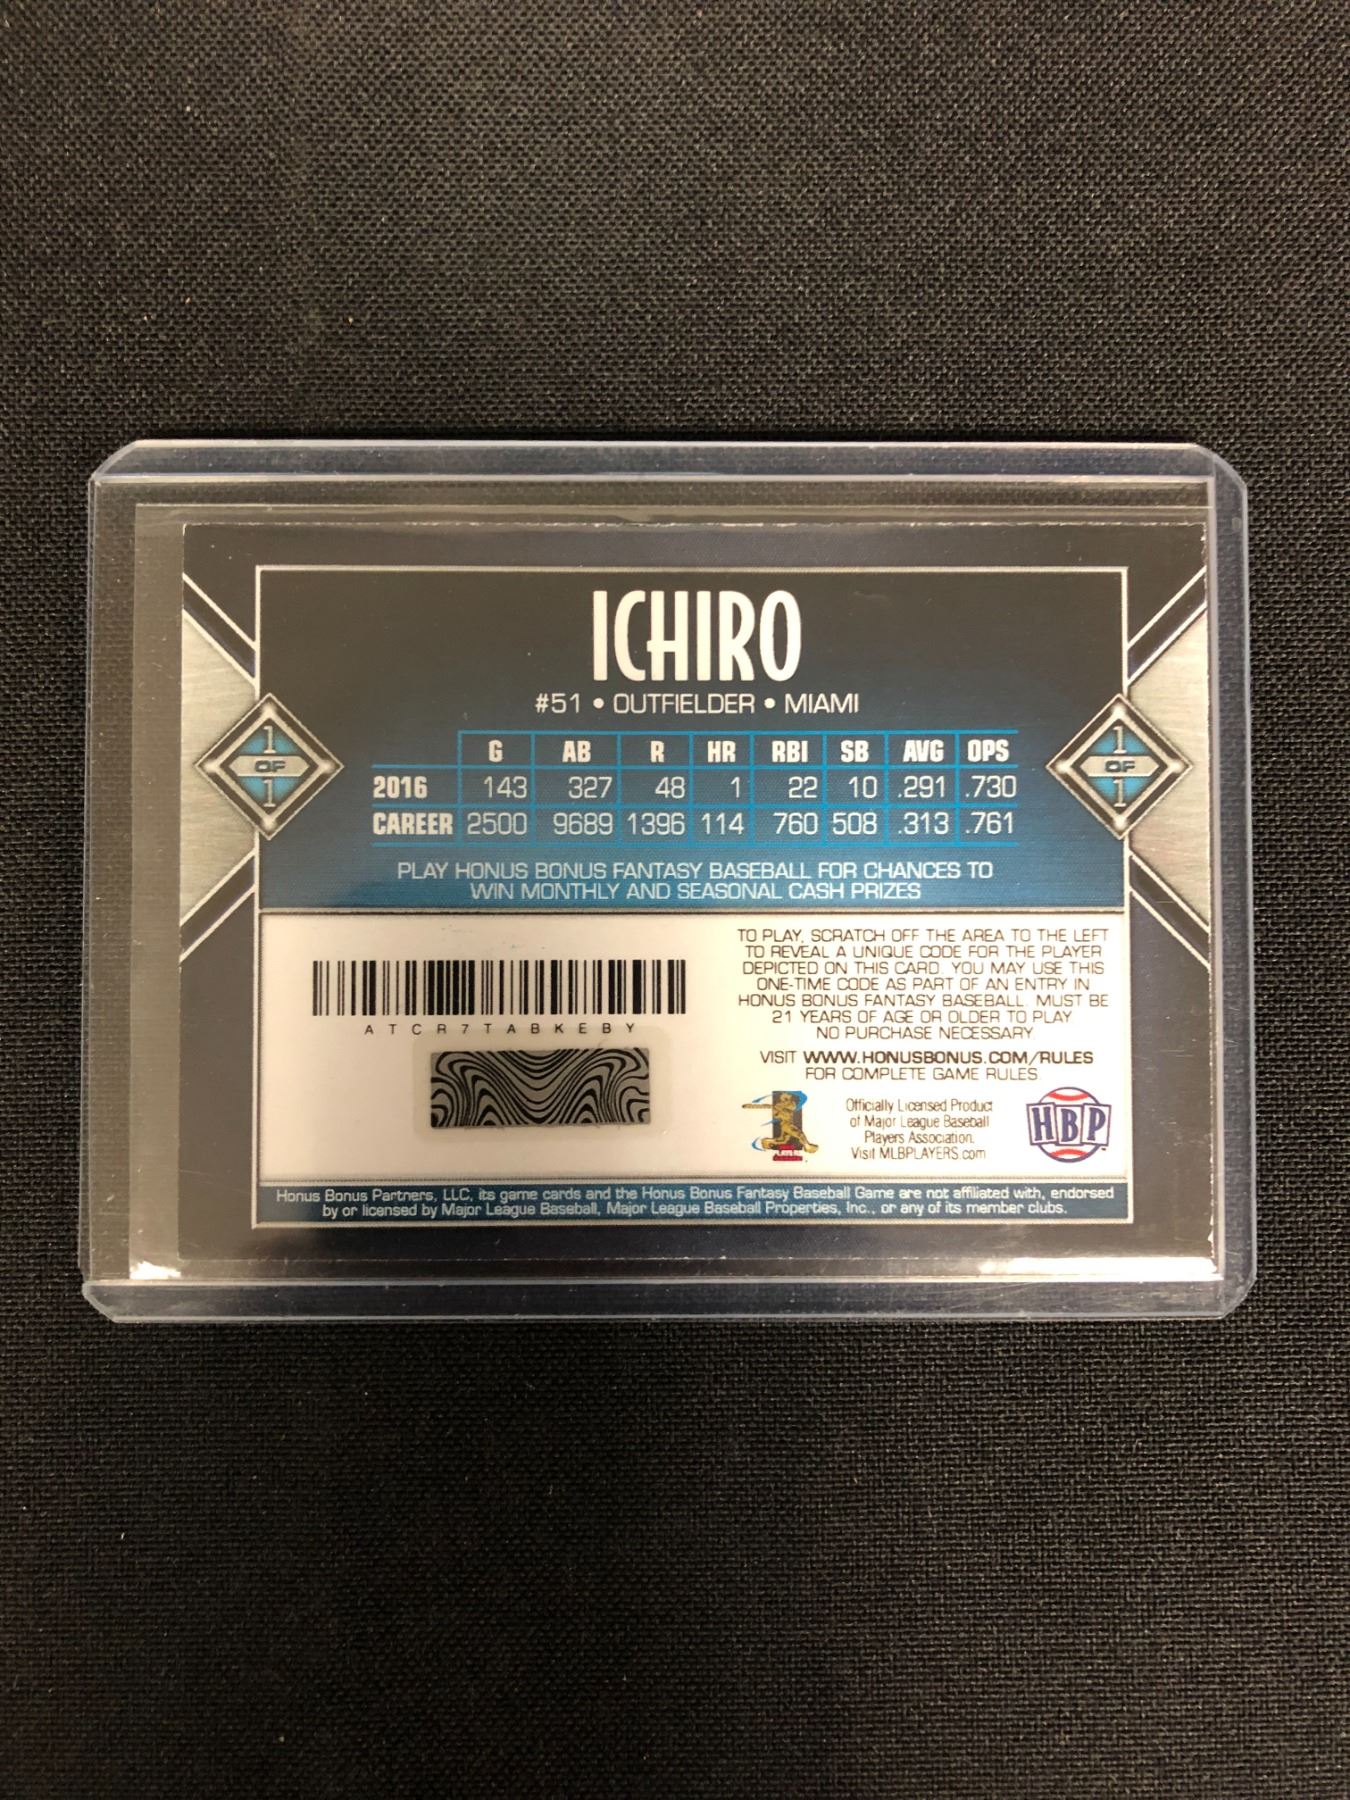 ICHIRO
#51 • OUTFIELDER • MIAMI
G AB R HR RBI SB AVG OPS
2016 143 327 48 1 22 10 .291 .730
CAREER 2500 9689 1396 114 760 508 .313 .761
1 OF 1
1 OF 1
PLAY HONUS BONUS FANTASY BASEBALL FOR CHANCES TO
WIN MONTHLY AND SEASONAL CASH PRIZES
ATCR7TABKEBY
TO PLAY, SCRATCH OFF THE AREA TO THE LEFT
TO REVEAL A UNIQUE CODE FOR THE PLAYER
DEPICTED ON THIS CARD. YOU MAY USE THIS
ONE-TIME CODE AS PART OF AN ENTRY IN
HONUS BONUS FANTASY BASEBALL. MUST BE
21 YEARS OF AGE OR OLDER TO PLAY.
NO PURCHASE NECESSARY.
VISIT WWW.HONUSBONUS.COM/RULES
FOR COMPLETE GAME RULES.
PLAYERS
Officially Licensed Product
of Major League Baseball
Players Association.
Visit MLBPLAYERS.com
HBP
Honus Bonus Partners, LLC, its game cards and the Honus Bonus Fantasy Baseball Game are not affiliated with, endorsed
by or licensed by Major League Baseball, Major League Baseball Properties, Inc., or any of its member clubs.